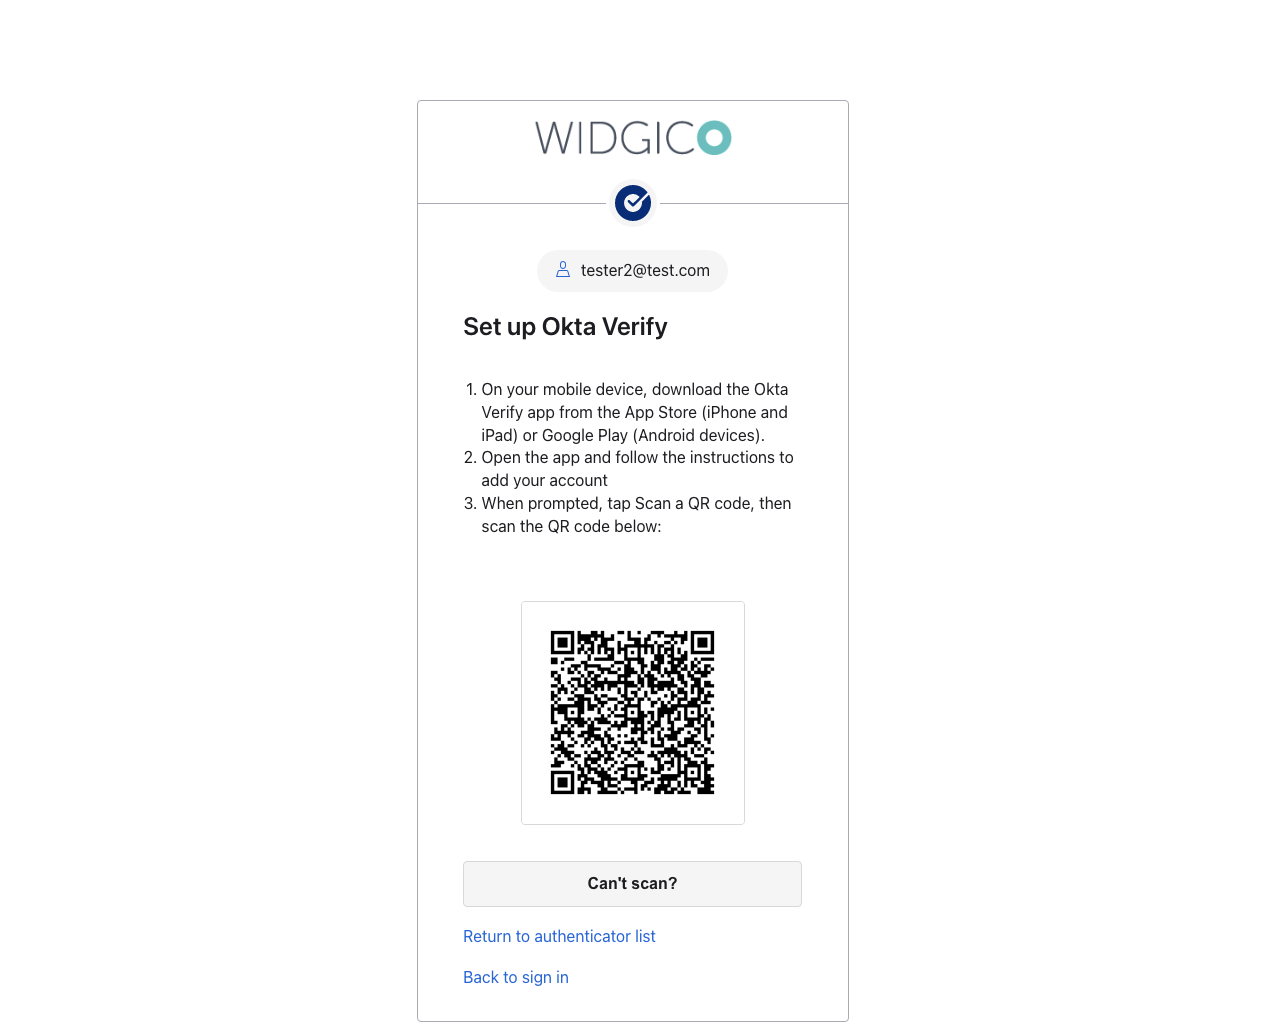 WIDGICO
tester2@test.com
Set up Okta Verify
1. On your mobile device, download the Okta
Verify app from the App Store (iPhone and
iPad) or Google Play (Android devices).
2. Open the app and follow the instructions to
add your account
3. When prompted, tap Scan a QR code, then
scan the QR code below:
Can't scan?
Return to authenticator list
Back to sign in